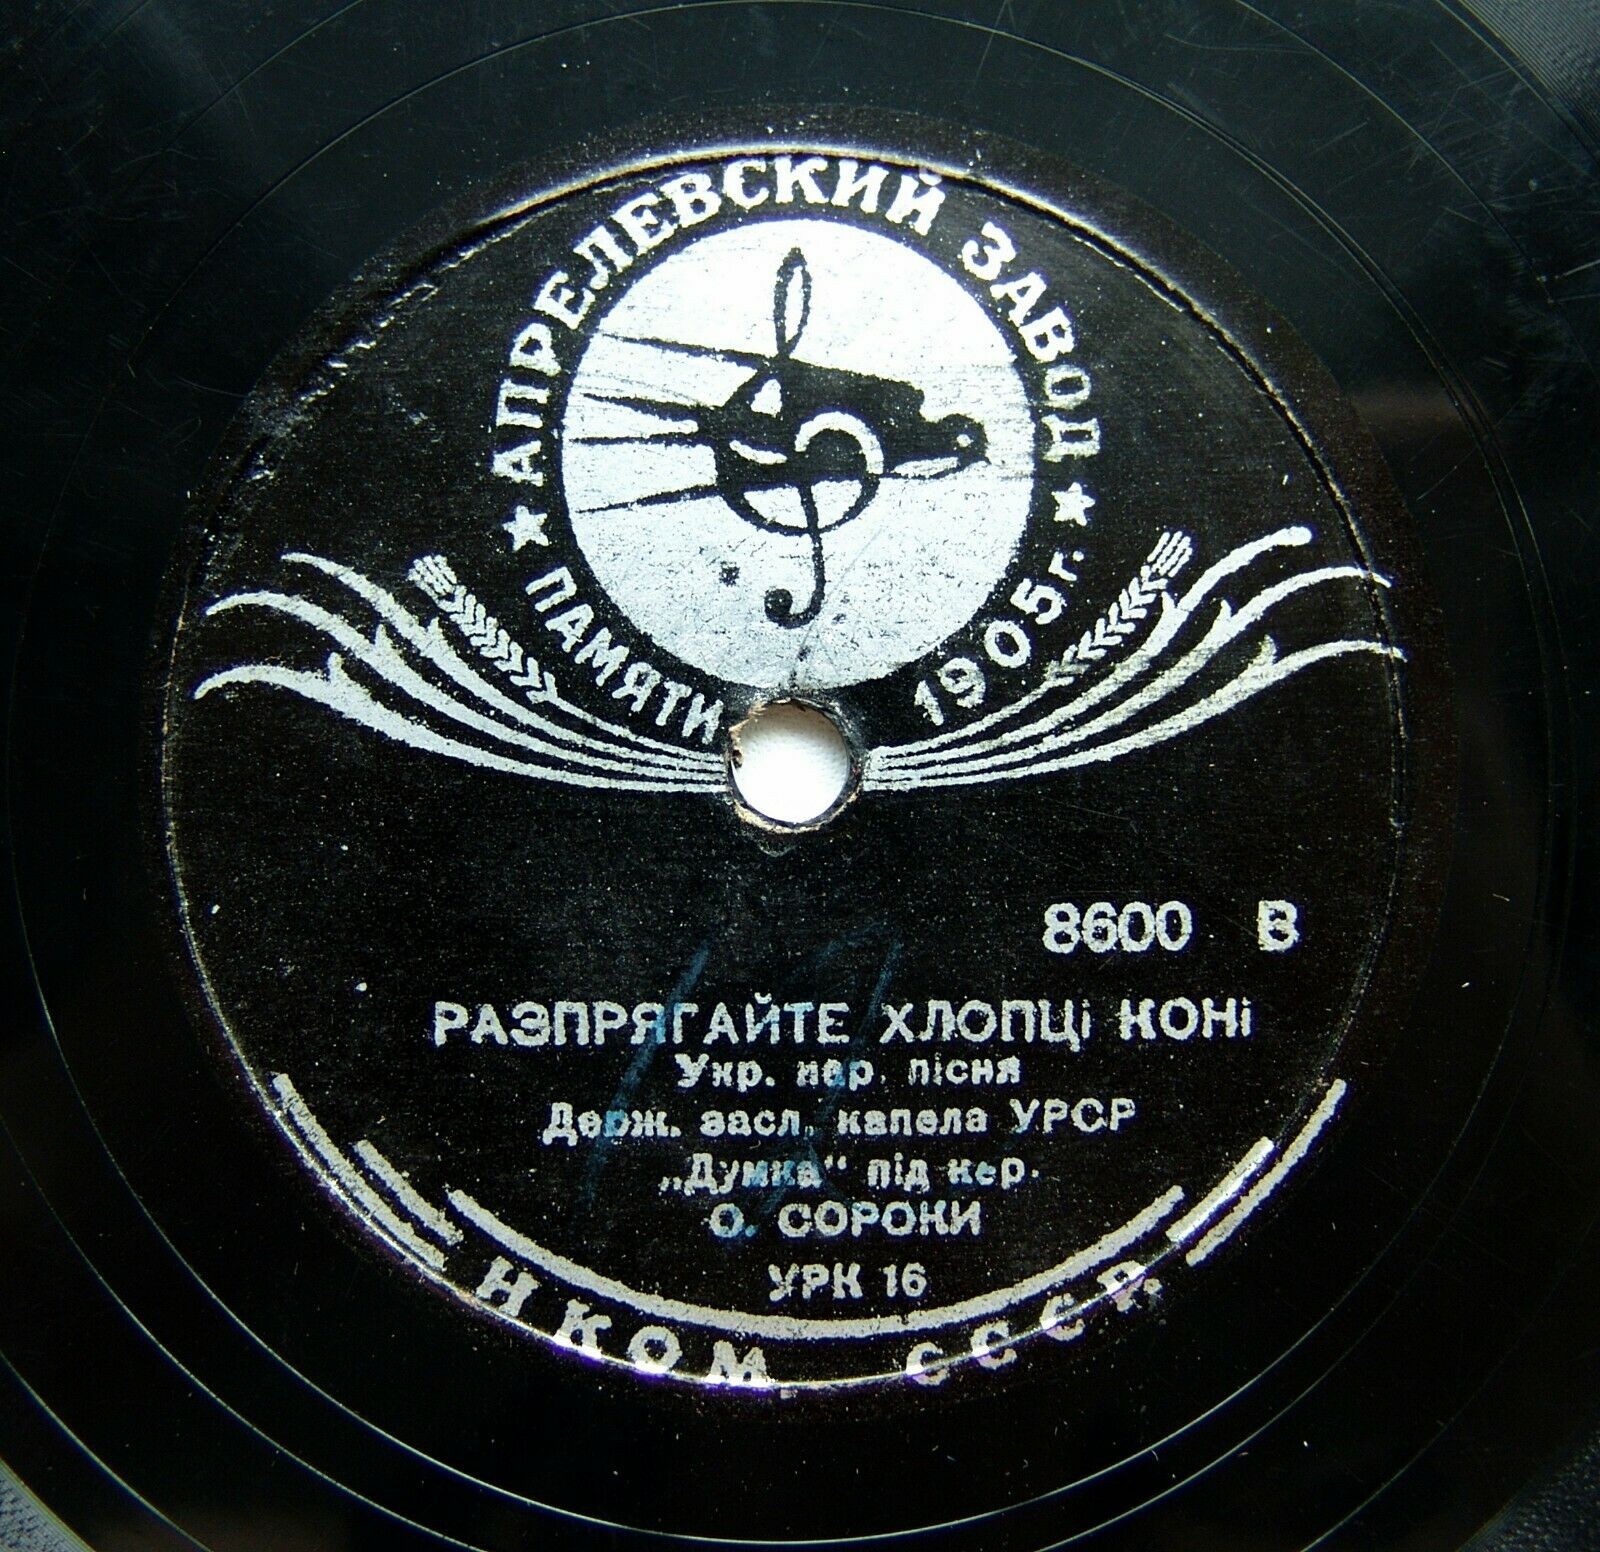 АПРЕЛЕВСКИЙ ЗАВОД
ПАМЯТИ 1905 г.
8600 В
РАЗПРЯГАЙТЕ ХЛОПЦі КОНі
Укр. нар. пісня
Держ. засл. капела УРСР
„Думка“ під кер.
О. СОРОКИ
УРК 16
НКОМ. СССР.